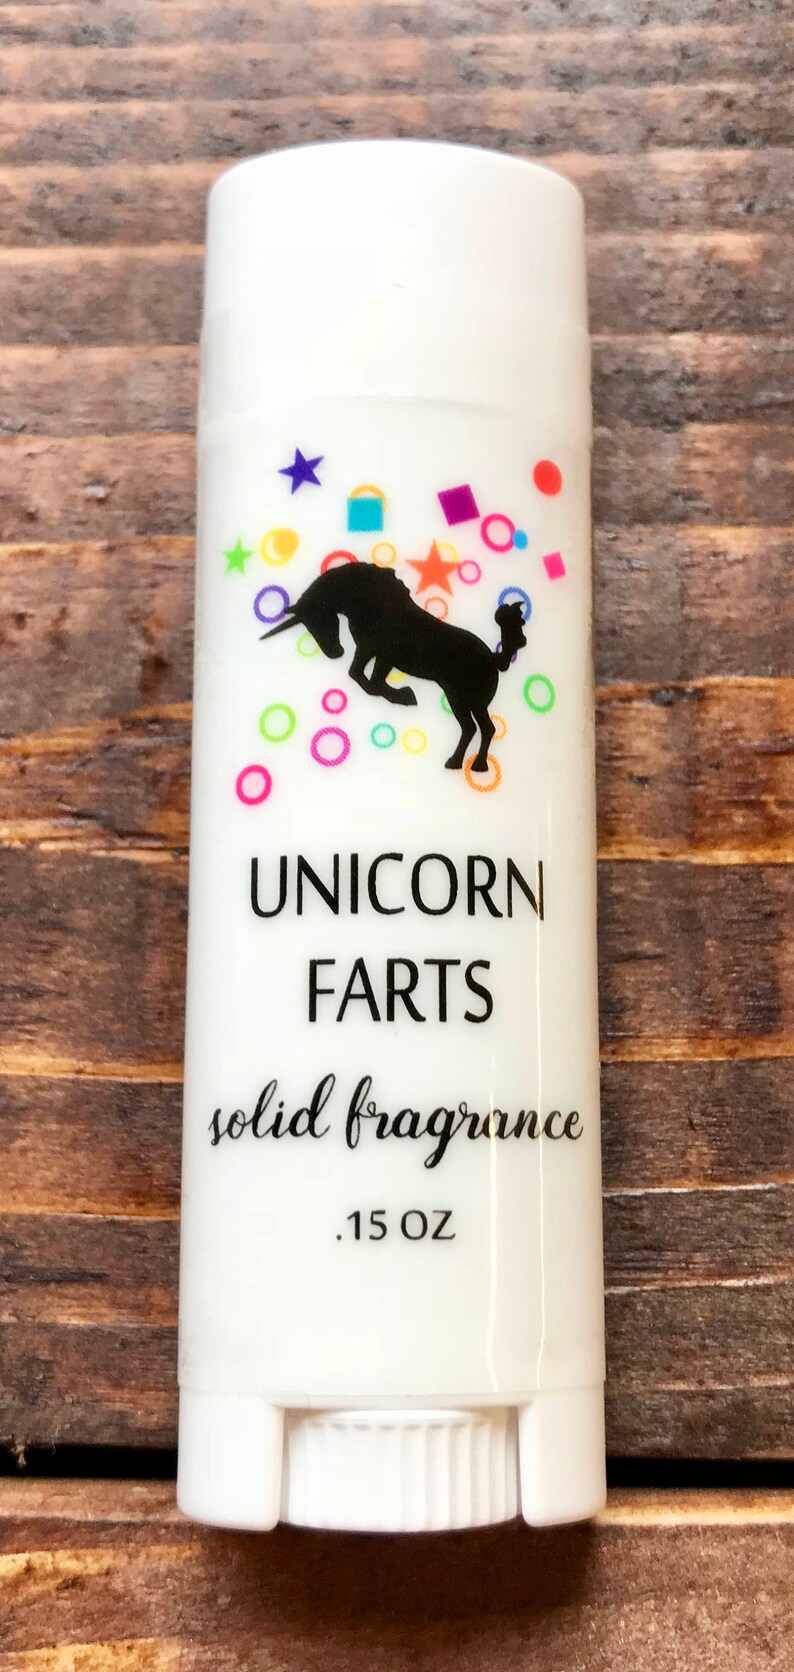 UNICORN
FARTS
solid fragrance
.15 OZ